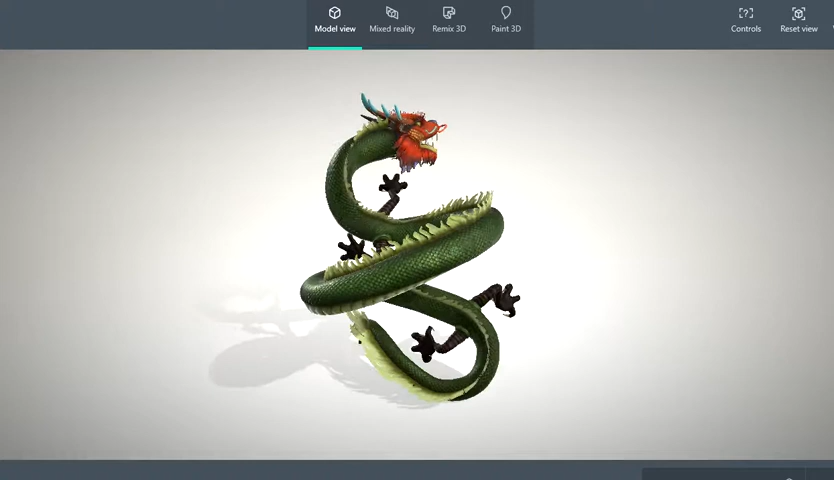 Model view
Mixed reality
Remix 3D
Paint 3D
Controls
Reset view